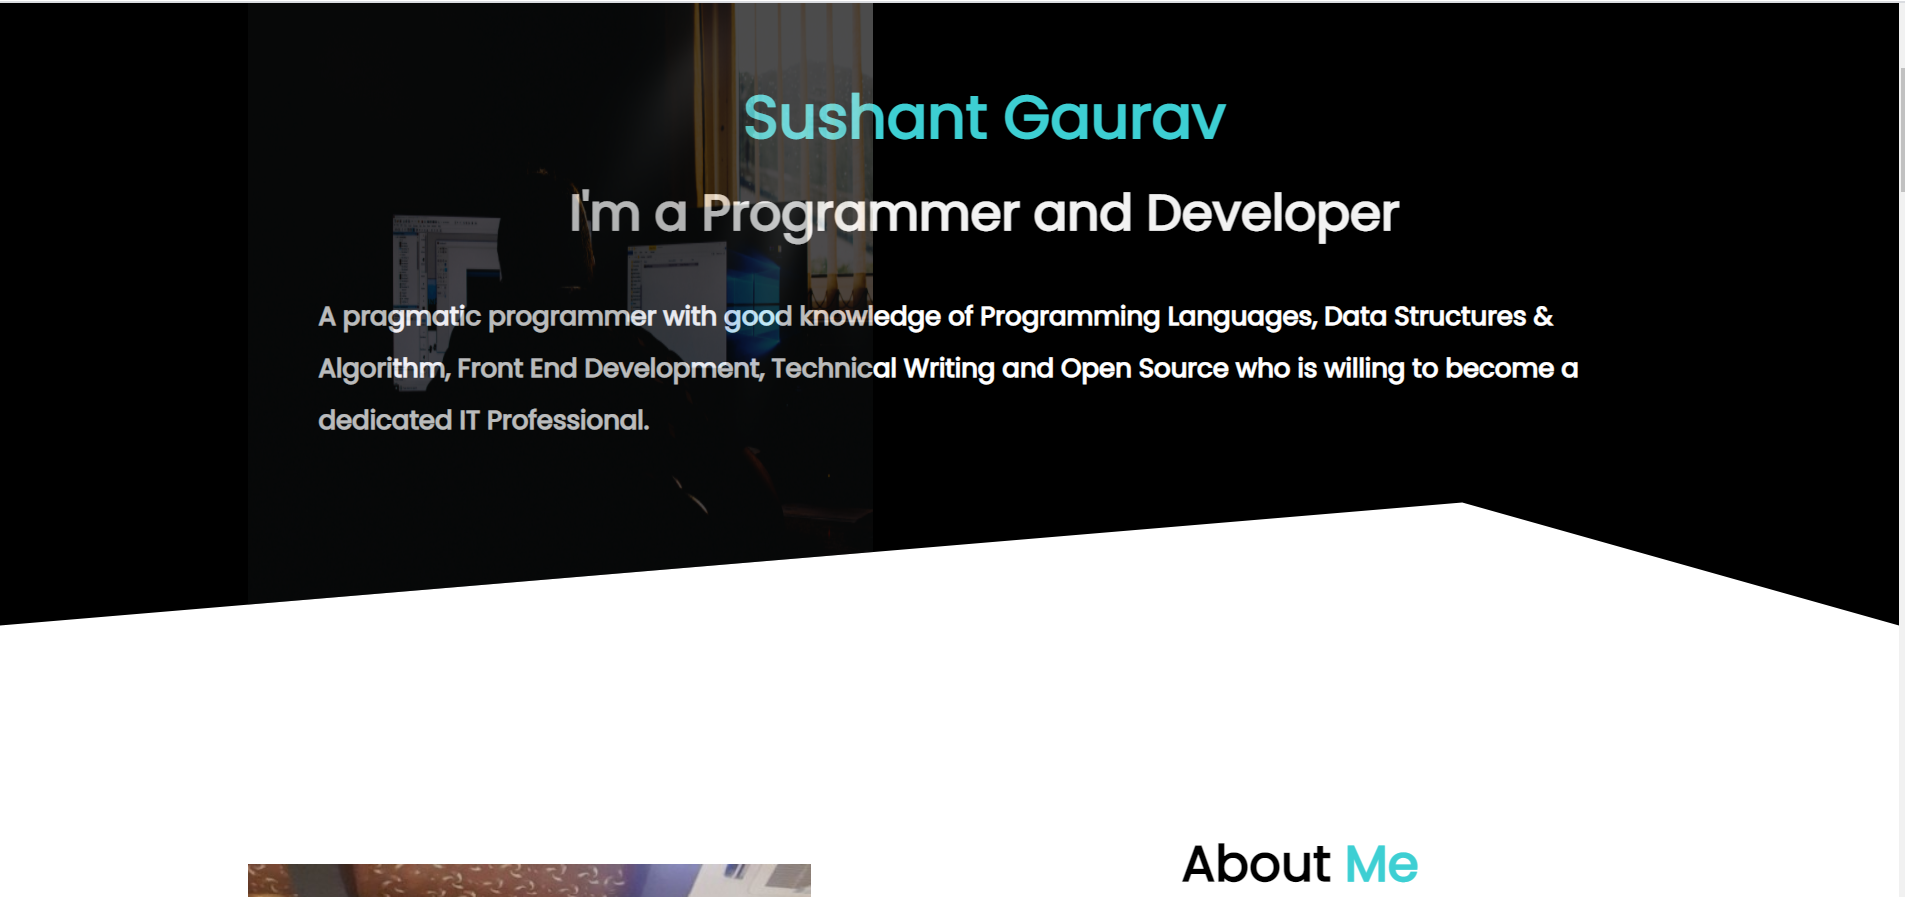 Sushant Gaurav
I'm a Programmer and Developer
A pragmatic programmer with good knowledge of Programming Languages, Data Structures &
Algorithm, Front End Development, Technical Writing and Open Source who is willing to become a
dedicated IT Professional.
About Me